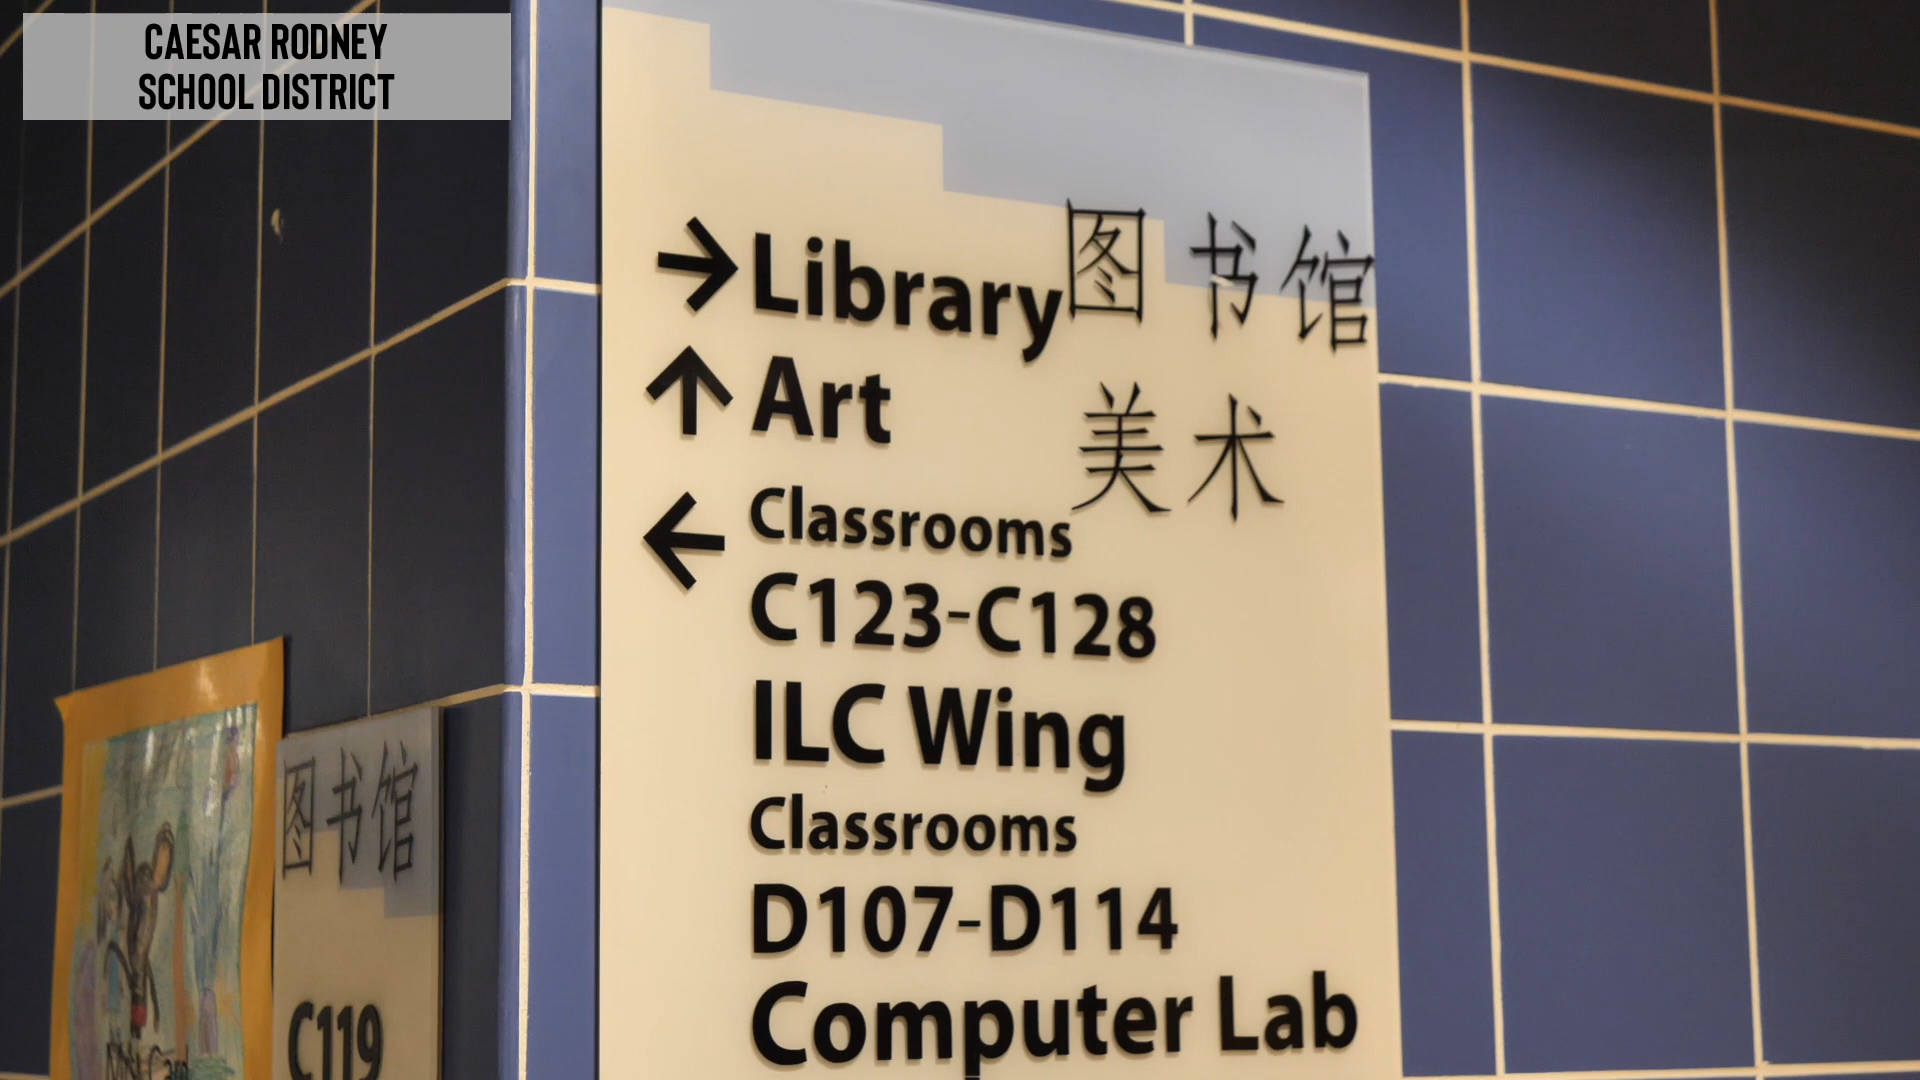 CAESAR RODNEY
SCHOOL DISTRICT
→Library 图书馆
↑Art 美术
←Classrooms
C123-C128
ILC Wing
Classrooms
D107-D114
Computer Lab
图书馆
C119